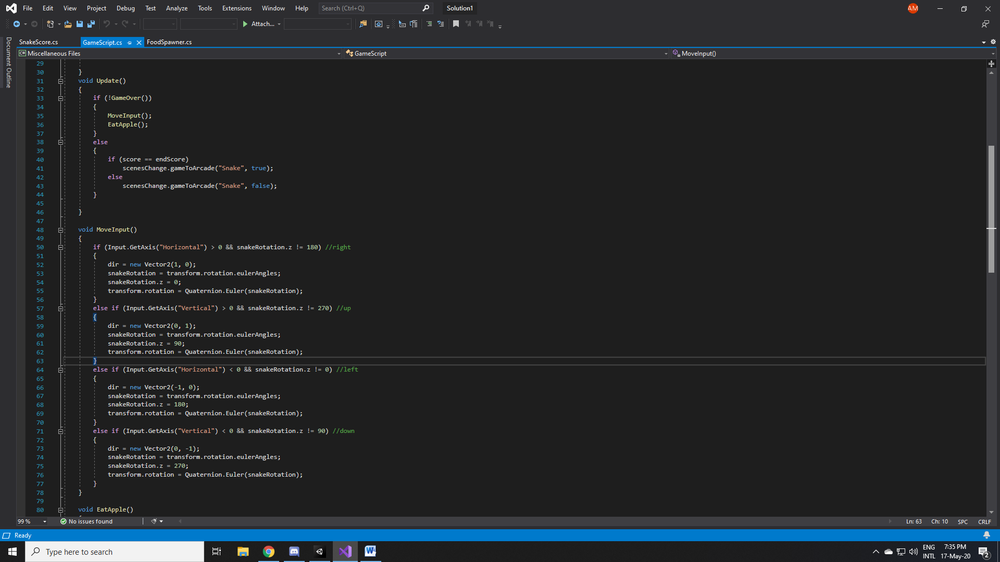 File Edit View Project Debug Test Analyze Tools Extensions Window Help Search (Ctrl+Q) Solution1 AM
Attach...
SnakeScore.cs GameScript.cs FoodSpawner.cs
Document Outline
C# Miscellaneous Files GameScript MoveInput()
29
30 }
31 void Update()
32 {
33 if (!GameOver())
34 {
35 MoveInput();
36 EatApple();
37 }
38 else
39 {
40 if (score == endScore)
41 scenesChange.gameToArcade("Snake", true);
42 else
43 scenesChange.gameToArcade("Snake", false);
44 }
45
46 }
47
48 void MoveInput()
49 {
50 if (Input.GetAxis("Horizontal") > 0 && snakeRotation.z != 180) //right
51 {
52 dir = new Vector2(1, 0);
53 snakeRotation = transform.rotation.eulerAngles;
54 snakeRotation.z = 0;
55 transform.rotation = Quaternion.Euler(snakeRotation);
56 }
57 else if (Input.GetAxis("Vertical") > 0 && snakeRotation.z != 270) //up
58 {
59 dir = new Vector2(0, 1);
60 snakeRotation = transform.rotation.eulerAngles;
61 snakeRotation.z = 90;
62 transform.rotation = Quaternion.Euler(snakeRotation);
63 }
64 else if (Input.GetAxis("Horizontal") < 0 && snakeRotation.z != 0) //left
65 {
66 dir = new Vector2(-1, 0);
67 snakeRotation = transform.rotation.eulerAngles;
68 snakeRotation.z = 180;
69 transform.rotation = Quaternion.Euler(snakeRotation);
70 }
71 else if (Input.GetAxis("Vertical") < 0 && snakeRotation.z != 90) //down
72 {
73 dir = new Vector2(0, -1);
74 snakeRotation = transform.rotation.eulerAngles;
75 snakeRotation.z = 270;
76 transform.rotation = Quaternion.Euler(snakeRotation);
77 }
78 }
79
80 void EatApple()
99 % No issues found Ln: 63 Ch: 10 SPC CRLF
Ready
Type here to search
ENG 7:35 PM
INTL 17-May-20 2